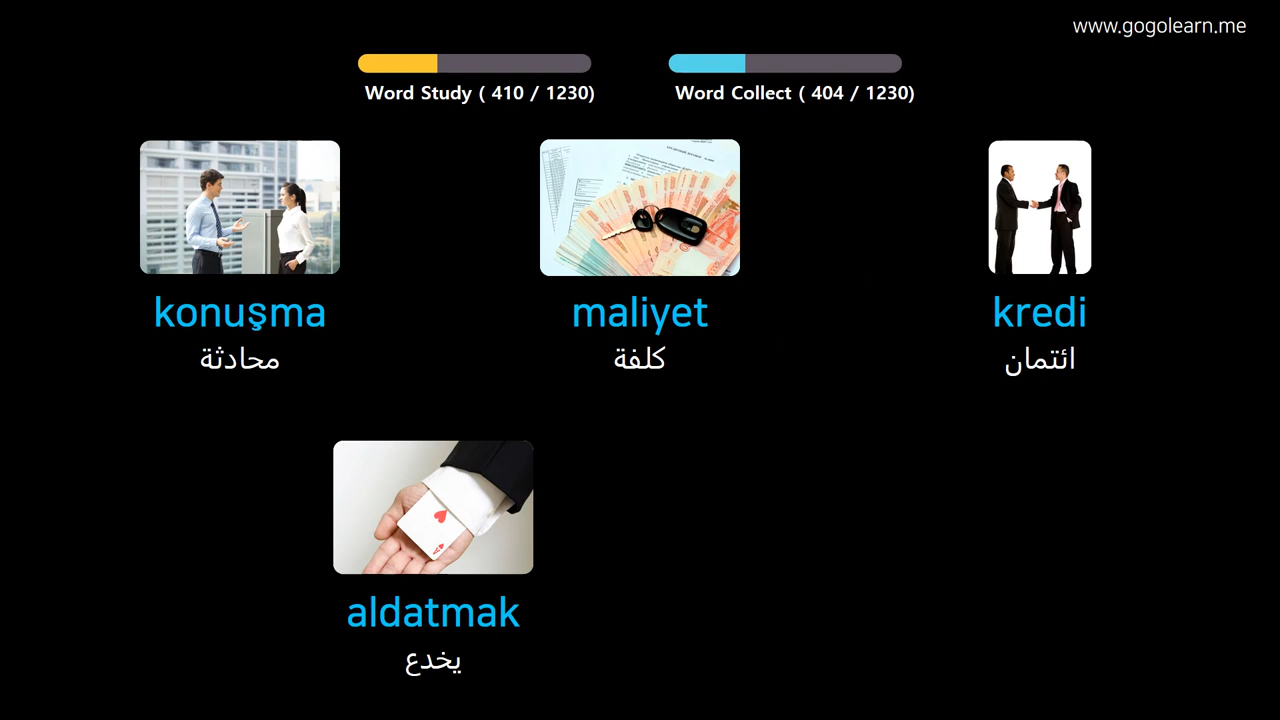 www.gogolearn.me
Word Study ( 410 / 1230)
Word Collect ( 404 / 1230)
konuşma
محادثة
maliyet
كلفة
kredi
ائتمان
aldatmak
يخدع